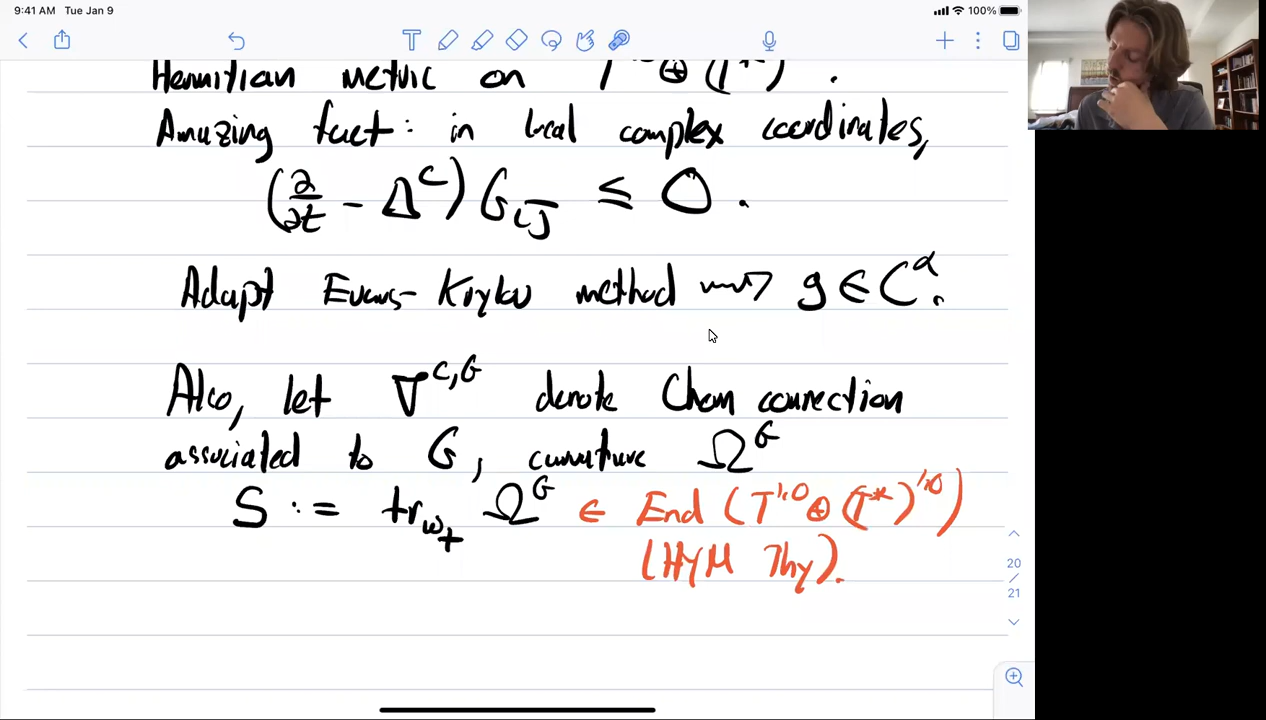 9:41 AM Tue Jan 9
100%
Hermitian metric on T^{1,0} ⊕ (T*)^{1,0}.
Amazing fact: in local complex coordinates,
(∂/∂t - Δ^C) G_{i\overline{J}} ≤ 0.
Adapt Evans-Krylov method ⇝ g ∈ C^α.
Also, let ∇^{C,G} denote Chern connection
associated to G, curvature Ω^G
S := tr_{ω_t} Ω^G ∈ End (T^{1,0} ⊕ (T*)^{1,0})
(HYM Thy).
20
/
21